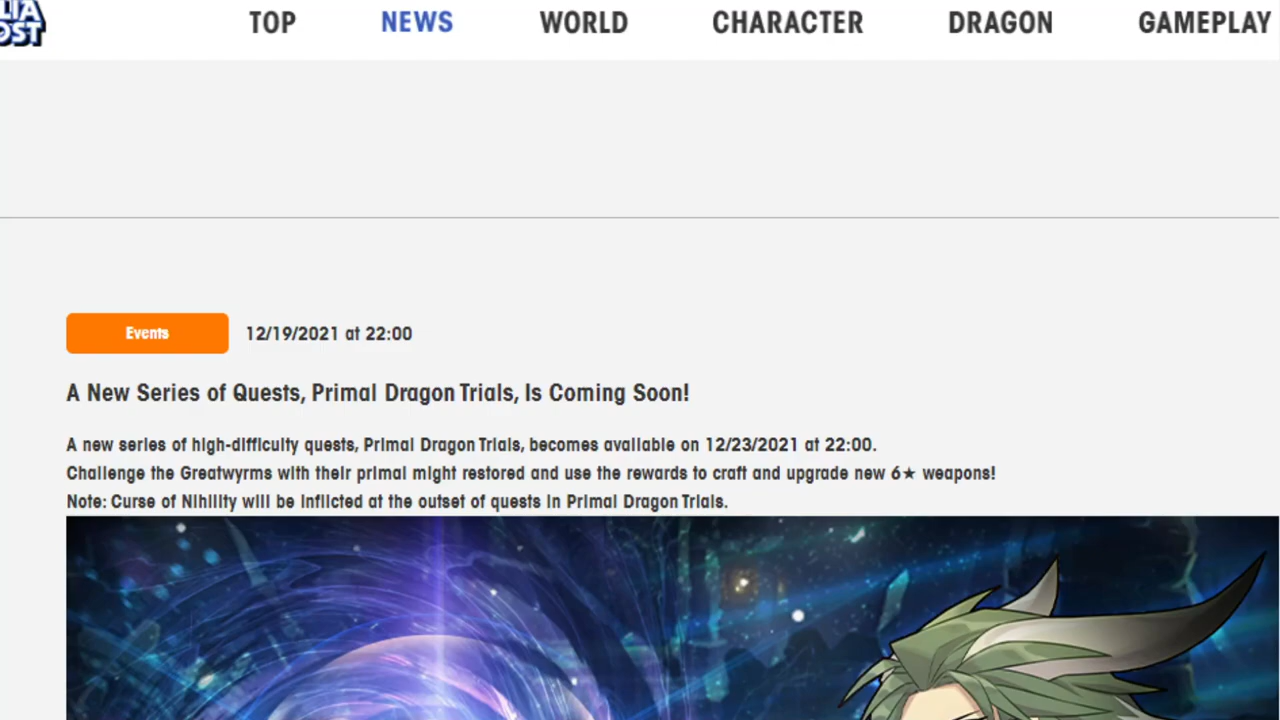 LIA
OST
TOP NEWS WORLD CHARACTER DRAGON GAMEPLAY
Events 12/19/2021 at 22:00
A New Series of Quests, Primal Dragon Trials, Is Coming Soon!
A new series of high-difficulty quests, Primal Dragon Trials, becomes available on 12/23/2021 at 22:00.
Challenge the Greatwyrms with their primal might restored and use the rewards to craft and upgrade new 6★ weapons!
Note: Curse of Nihility will be inflicted at the outset of quests in Primal Dragon Trials.